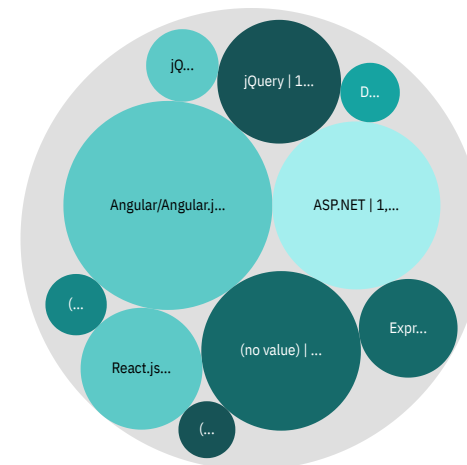 jQ...
jQuery | 1...
D...
Angular/Angular.j...
ASP.NET | 1,...
(...
Expr...
(no value) | ...
React.js...
(...